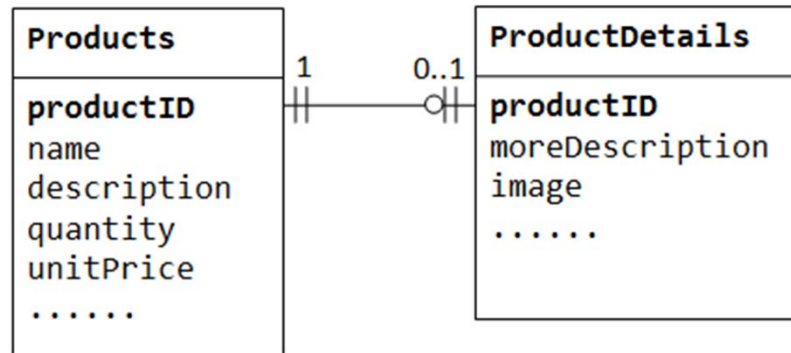 Products
productID
name
description
quantity
unitPrice
......
1
0..1
ProductDetails
productID
moreDescription
image
......